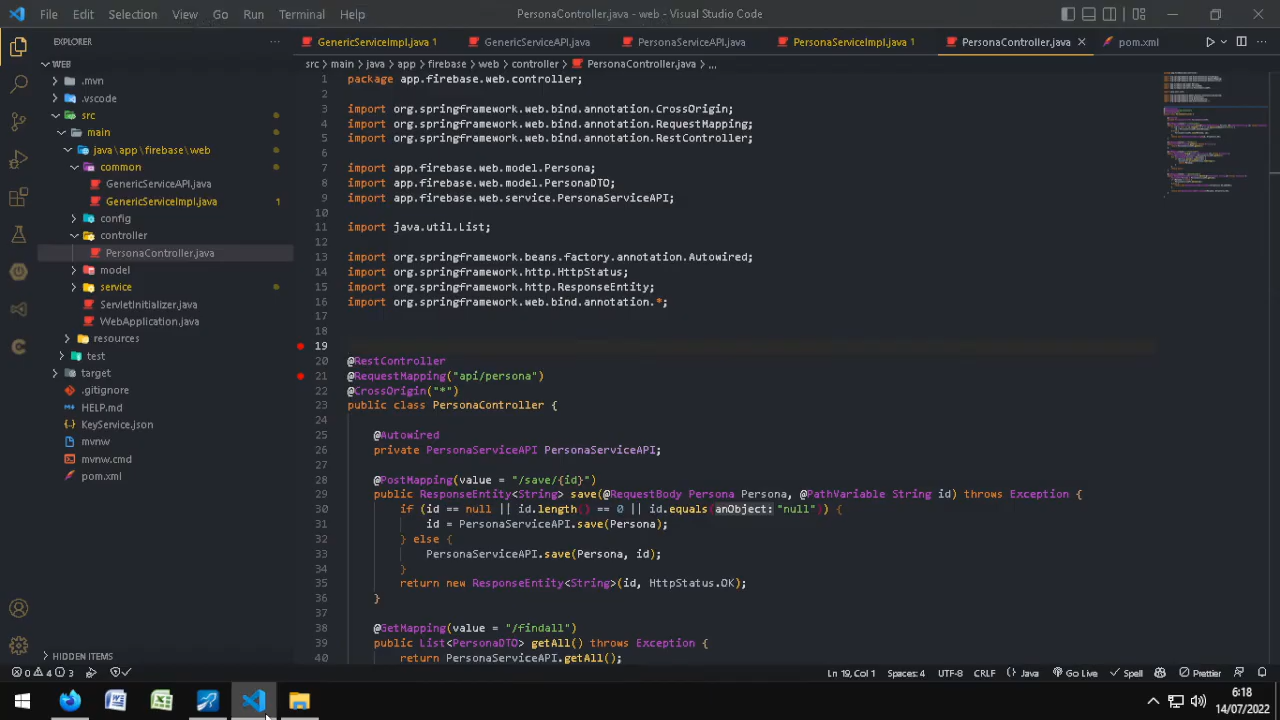 File Edit Selection View Go Run Terminal Help PersonaController.java - web - Visual Studio Code
EXPLORER ...
GenericServiceImpl.java 1 GenericServiceAPI.java PersonaServiceAPI.java PersonaServiceImpl.java 1 PersonaController.java pom.xml
src > main > java > app > firebase > web > controller > PersonaController.java > ...
WEB
.mvn
.vscode
src
main
java\app\firebase\web
common
GenericServiceAPI.java
GenericServiceImpl.java 1
config
controller
PersonaController.java
model
service
ServletInitializer.java
WebApplication.java
resources
test
target
.gitignore
HELP.md
KeyService.json
mvnw
mvnw.cmd
pom.xml
HIDDEN ITEMS
1 package app.firebase.web.controller;
2
3 import org.springframework.web.bind.annotation.CrossOrigin;
4 import org.springframework.web.bind.annotation.RequestMapping;
5 import org.springframework.web.bind.annotation.RestController;
6
7 import app.firebase.web.model.Persona;
8 import app.firebase.web.model.PersonaDTO;
9 import app.firebase.web.service.PersonaServiceAPI;
10
11 import java.util.List;
12
13 import org.springframework.beans.factory.annotation.Autowired;
14 import org.springframework.http.HttpStatus;
15 import org.springframework.http.ResponseEntity;
16 import org.springframework.web.bind.annotation.*;
17
18
19
20 @RestController
21 @RequestMapping("api/persona")
22 @CrossOrigin("*")
23 public class PersonaController {
24
25 @Autowired
26 private PersonaServiceAPI PersonaServiceAPI;
27
28 @PostMapping(value = "/save/{id}")
29 public ResponseEntity<String> save(@RequestBody Persona Persona, @PathVariable String id) throws Exception {
30 if (id == null || id.length() == 0 || id.equals(anObject: "null")) {
31 id = PersonaServiceAPI.save(Persona);
32 } else {
33 PersonaServiceAPI.save(Persona, id);
34 }
35 return new ResponseEntity<String>(id, HttpStatus.OK);
36 }
37
38 @GetMapping(value = "/findall")
39 public List<PersonaDTO> getAll() throws Exception {
40 return PersonaServiceAPI.getAll();
0 4 3 Ln 19, Col 1 Spaces: 4 UTF-8 CRLF {} Java Spell Prettier
6:18
14/07/2022